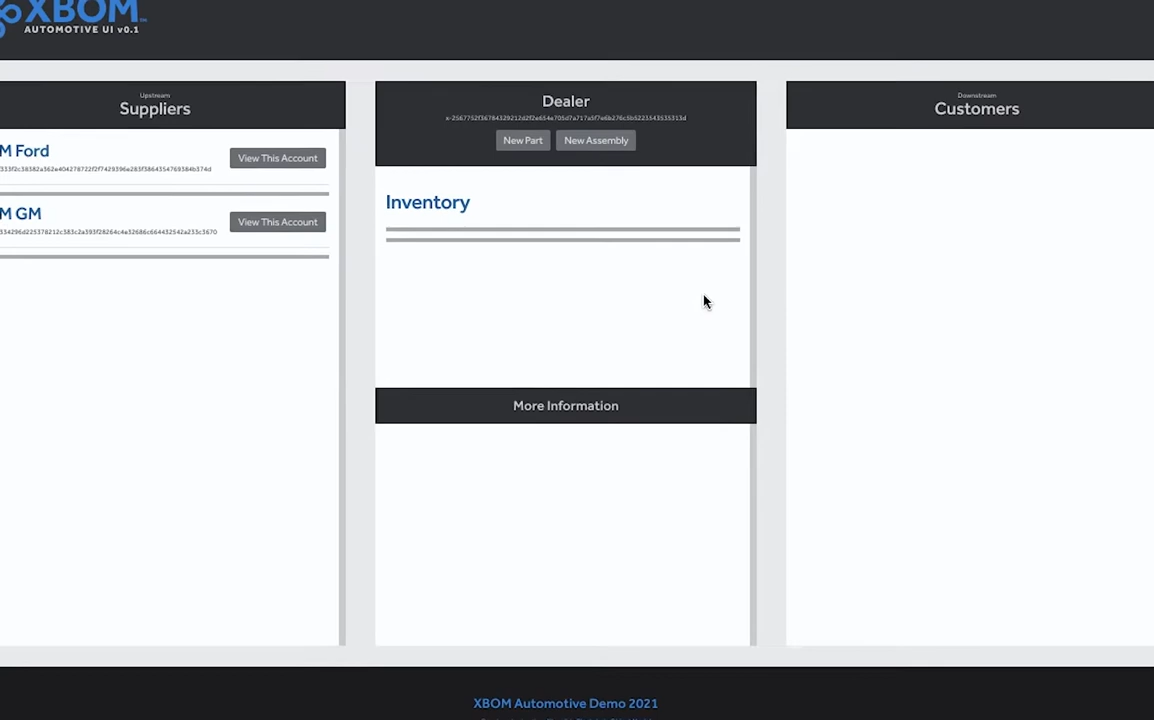 XBOM
AUTOMOTIVE UI v0.1
Upstream
Suppliers
M Ford
View This Account
M GM
View This Account
Dealer
New Part
New Assembly
Inventory
More Information
Downstream
Customers
XBOM Automotive Demo 2021